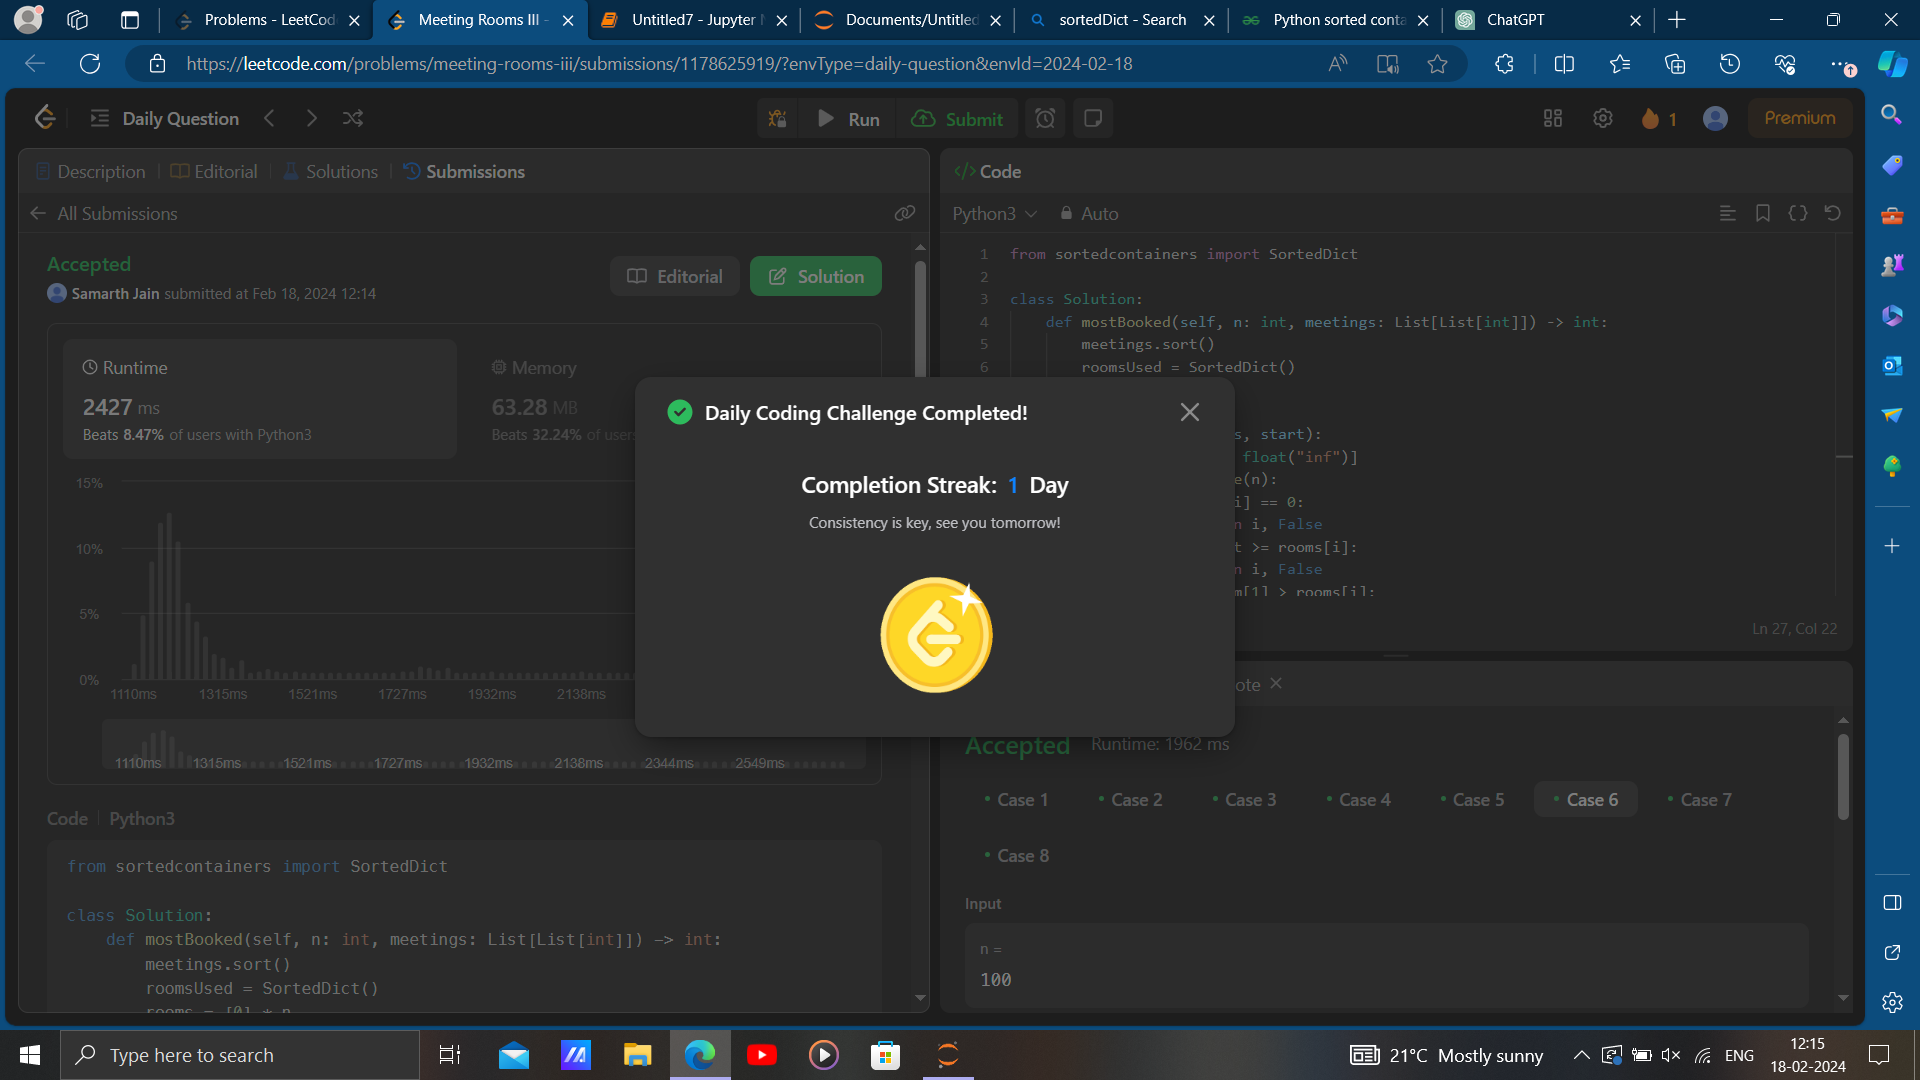 Problems - LeetCod
Meeting Rooms III -
Untitled7 - Jupyter
Documents/Untitled
sortedDict - Search
Python sorted conta
ChatGPT
https://leetcode.com/problems/meeting-rooms-iii/submissions/1178625919/?envType=daily-question&envId=2024-02-18
Daily Question
Run
Submit
1
Premium
Description
Editorial
Solutions
Submissions
All Submissions
Accepted
Samarth Jain submitted at Feb 18, 2024 12:14
Editorial
Solution
Runtime
2427 ms
Beats 8.47% of users with Python3
Memory
63.28 MB
Beats 32.24% of users
15%
10%
5%
0%
1110ms 1315ms 1521ms 1727ms 1932ms 2138ms
1110ms 1315ms 1521ms 1727ms 1932ms 2138ms 2344ms 2549ms
Code
Python3
from sortedcontainers import SortedDict
class Solution:
def mostBooked(self, n: int, meetings: List[List[int]]) -> int:
meetings.sort()
roomsUsed = SortedDict()
rooms = [0] * n
</> Code
Python3
Auto
1 from sortedcontainers import SortedDict
2
3 class Solution:
4 def mostBooked(self, n: int, meetings: List[List[int]]) -> int:
5 meetings.sort()
6 roomsUsed = SortedDict()
s, start):
float("inf")]
e(n):
i] == 0:
n i, False
t >= rooms[i]:
n i, False
m[1] > rooms[i]:
Ln 27, Col 22
Daily Coding Challenge Completed!
Completion Streak: 1 Day
Consistency is key, see you tomorrow!
ote
Accepted
Runtime: 1962 ms
Case 1
Case 2
Case 3
Case 4
Case 5
Case 6
Case 7
Case 8
Input
n =
100
Type here to search
21°C Mostly sunny
ENG
12:15
18-02-2024